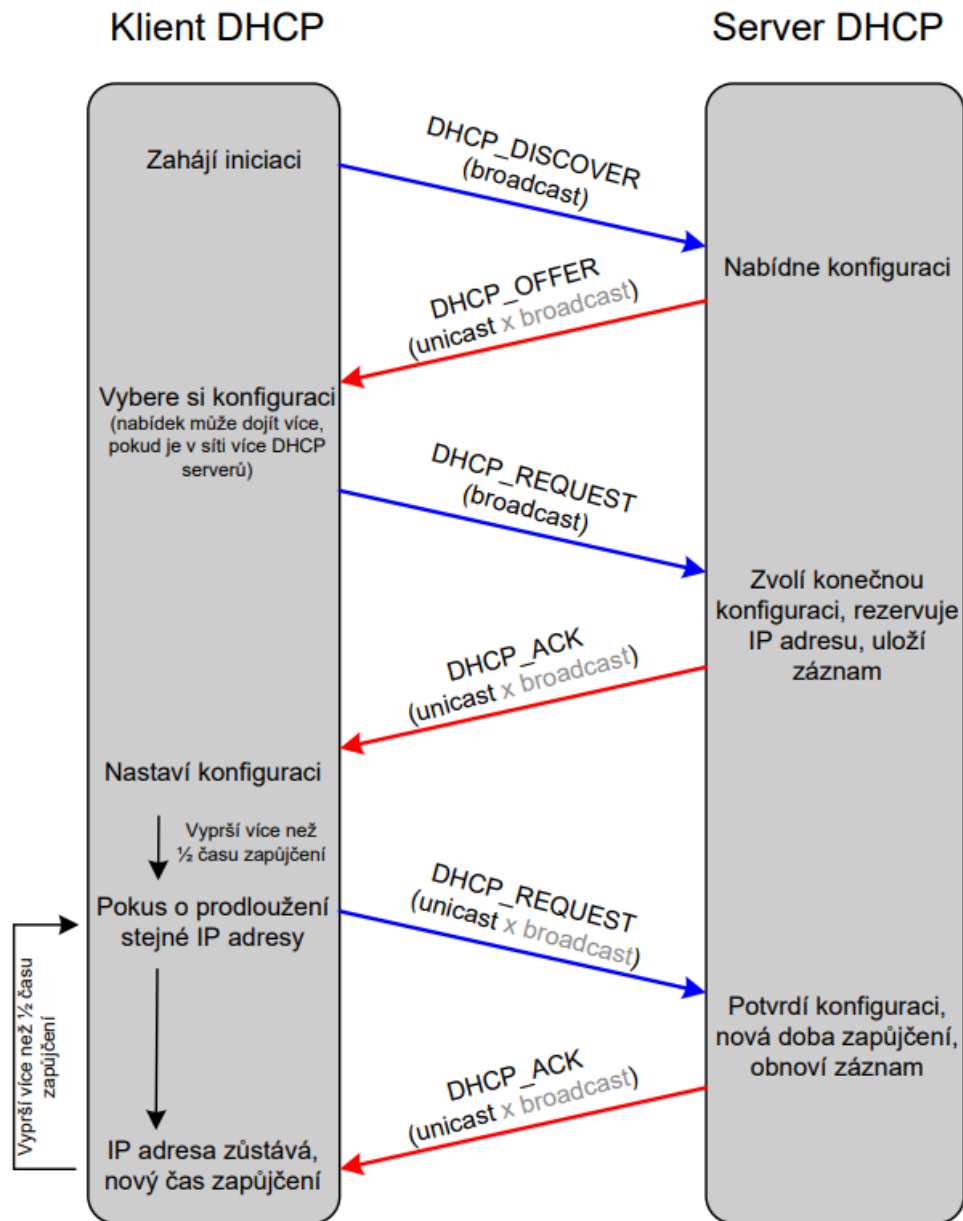 Klient DHCP
Server DHCP
Zahájí iniciaci
DHCP_DISCOVER
(broadcast)
Nabídne konfiguraci
DHCP_OFFER
(unicast x broadcast)
Vybere si konfiguraci
(nabídek může dojít více,
pokud je v síti více DHCP
serverů)
DHCP_REQUEST
(broadcast)
Zvolí konečnou
konfiguraci, rezervuje
IP adresu, uloží
záznam
DHCP_ACK
(unicast x broadcast)
Nastaví konfiguraci
Vyprší více než
½ času zapůjčení
Pokus o prodloužení
stejné IP adresy
DHCP_REQUEST
(unicast x broadcast)
Vyprší více než ½ času
zapůjčení
Potvrdí konfiguraci,
nová doba zapůjčení,
obnoví záznam
DHCP_ACK
(unicast x broadcast)
IP adresa zůstává,
nový čas zapůjčení